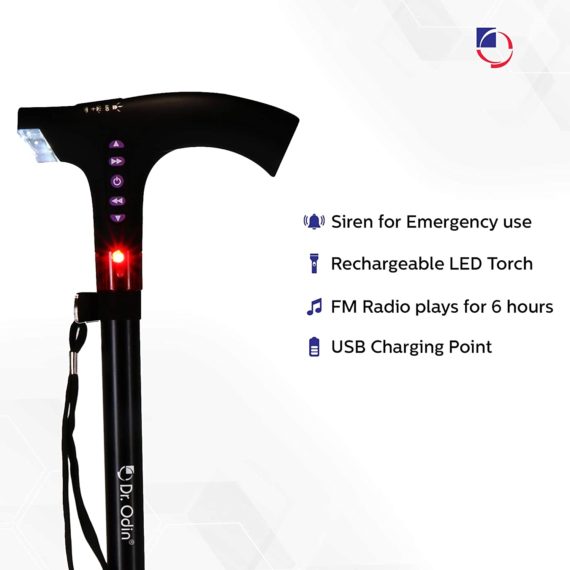 Siren for Emergency use
Rechargeable LED Torch
FM Radio plays for 6 hours
USB Charging Point
Dr. Odin®